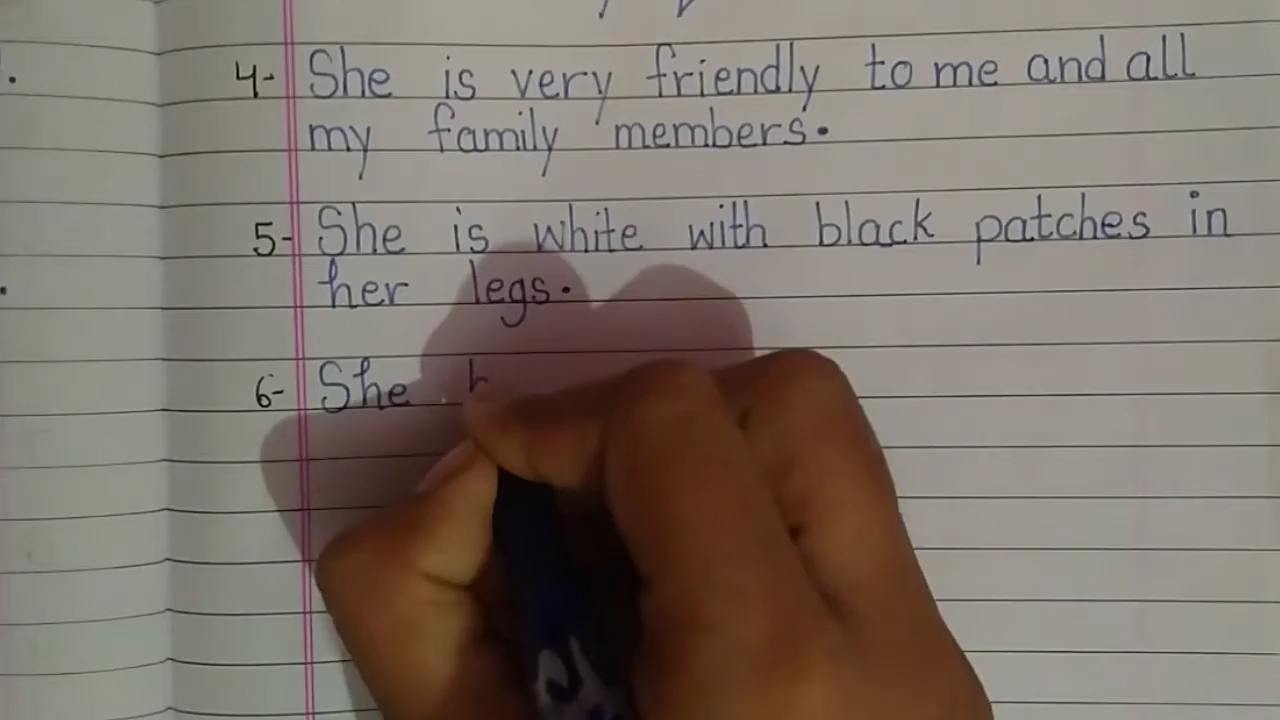 4- She is very friendly to me and all
my family members.
5- She is white with black patches in
her legs.
6- She h